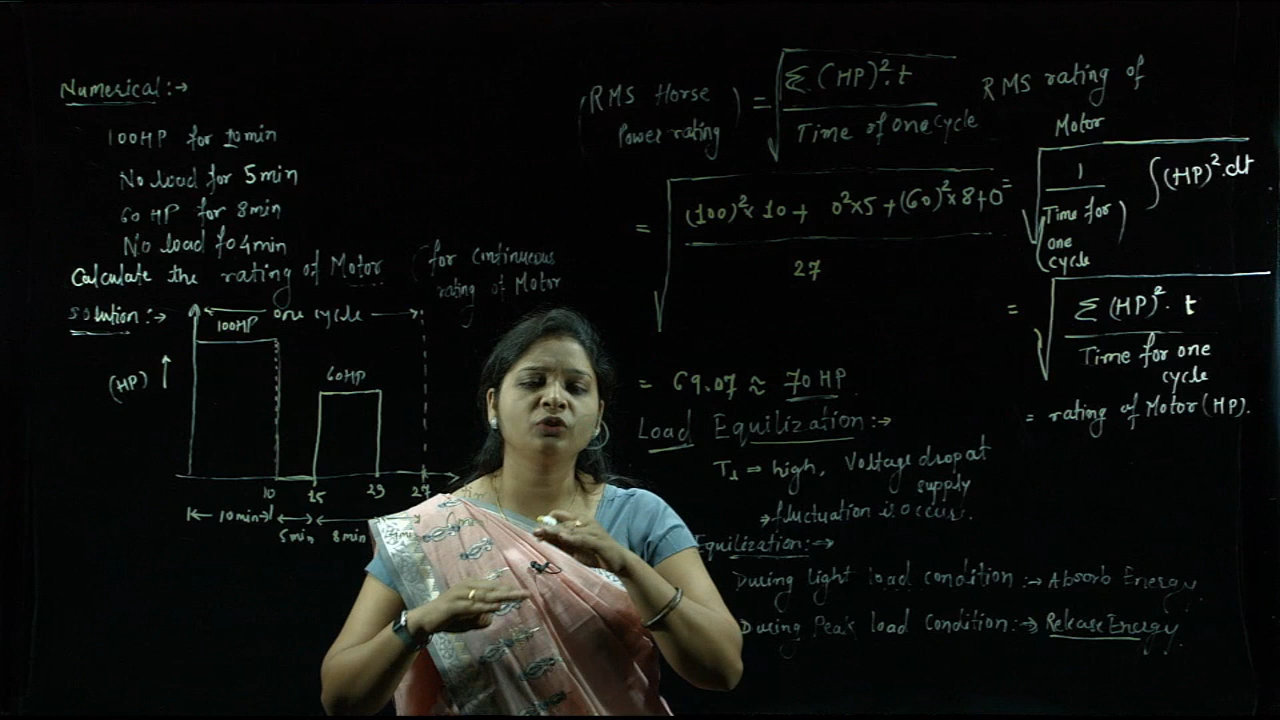 Numerical:→
100HP for 10min
No load for 5min
60 HP for 8min
No load fo4min
Calculate the rating of Motor (for continuous
rating of Motor
Solution:→
one cycle
100HP
(HP) ↑
60HP
10 15 23 27
10min
5min 8min
(RMS Horse
Power rating) = √(Σ(HP)².t
Time of one cycle
= √((100)²×10+ 0²×5+(60)²×8+0
27
= 69.07 ≈ 70 HP.
Load Equilization:→
high, Voltage drop at
supply
→ fluctuation is occurs.
Equilization:→
During light load condition:→ Absorb Energy.
During Peak load Condition:→ Release Energy.
RMS rating of
Motor
= √(1
Time for
one
cycle) ∫(HP)².dt
= √Σ(HP)². t
Time for one
cycle
= rating of Motor(HP).